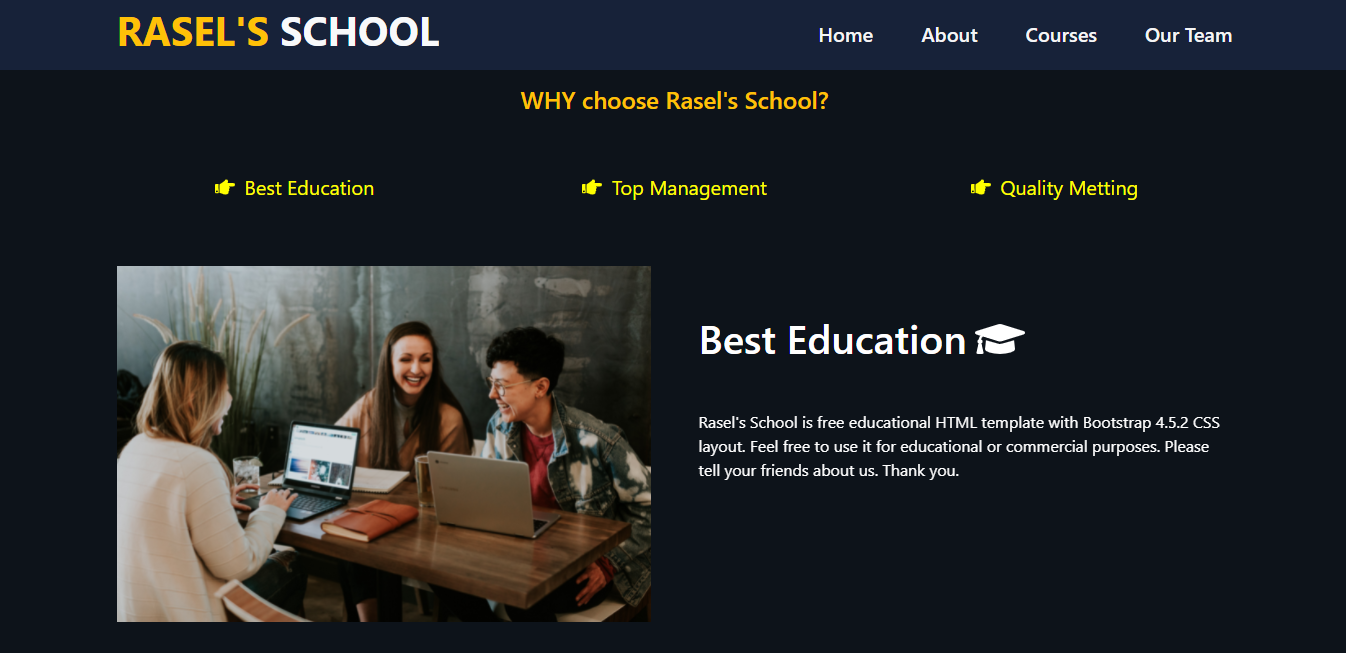 RASEL'S SCHOOL
Home About Courses Our Team
WHY choose Rasel's School?
Best Education Top Management Quality Metting
Best Education
Rasel's School is free educational HTML template with Bootstrap 4.5.2 CSS
layout. Feel free to use it for educational or commercial purposes. Please
tell your friends about us. Thank you.